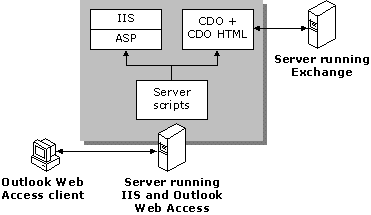 IIS
ASP
CDO +
CDO HTML
Server running
Exchange
Server
scripts
Outlook Web
Access client
Server running
IIS and Outlook
Web Access